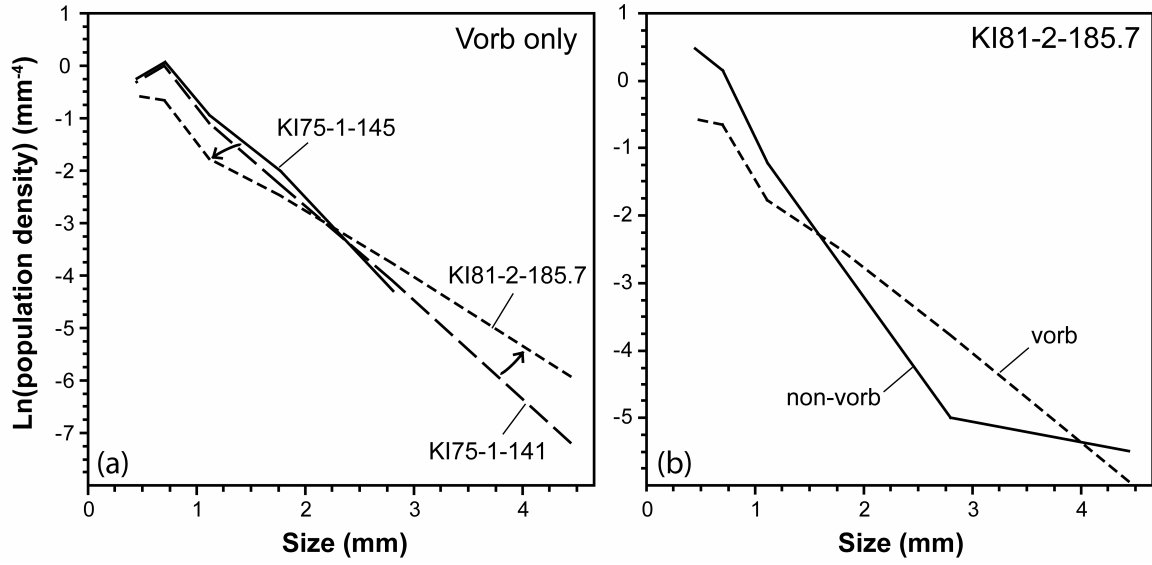 Ln(population density) (mm⁻⁴)
1
0
-1
-2
-3
-4
-5
-6
-7
Vorb only
KI75-1-145
KI81-2-185.7
KI75-1-141
(a)
0 1 2 3 4
Size (mm)
1
0
-1
-2
-3
-4
-5
KI81-2-185.7
vorb
non-vorb
(b)
0 1 2 3 4
Size (mm)